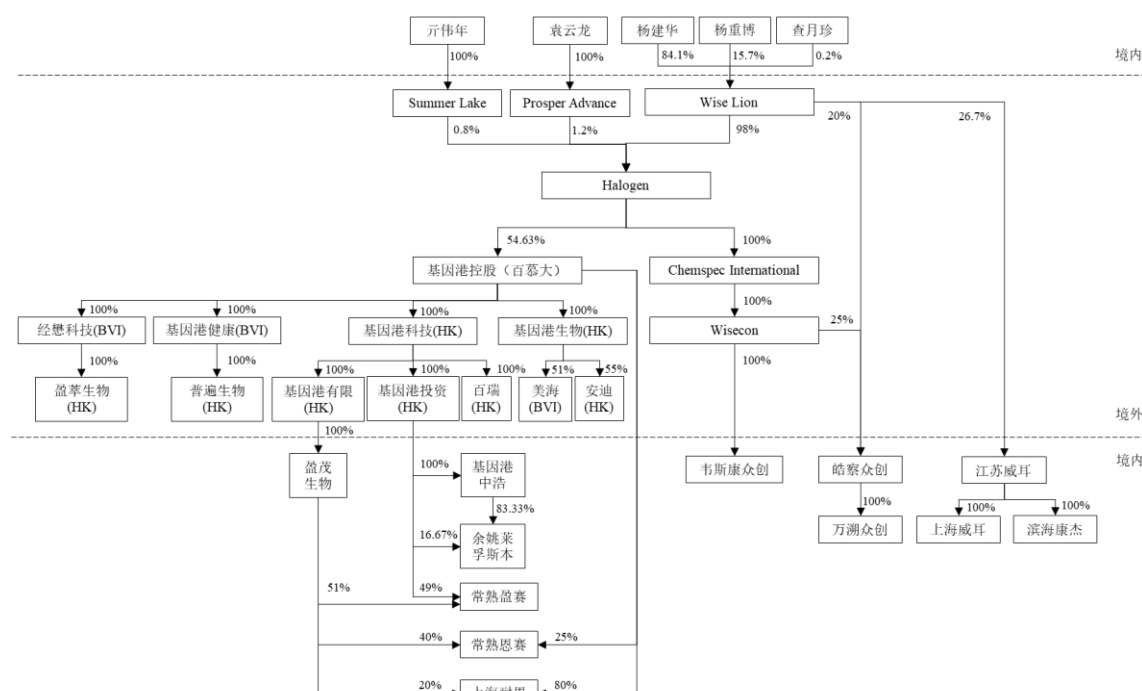 亓伟年 袁云龙 杨建华 杨重博 查月珍
100% 100% 84.1% 15.7% 0.2%
境内
Summer Lake Prosper Advance Wise Lion
0.8% 1.2% 98% 20% 26.7%
Halogen
54.63% 100%
基因港控股（百慕大） Chemspec International
100% 100% 100% 100% 100%
经懋科技(BVI) 基因港健康(BVI) 基因港科技(HK) 基因港生物(HK) Wisecon 25%
100% 100% 100% 100% 100% 51% 55% 100%
盈萃生物 普遍生物 基因港有限 基因港投资 百瑞 美海 安迪
(HK) (HK) (HK) (HK) (HK) (BVI) (HK)
境外
100%
境内
盈茂 100% 基因港 韦斯康众创 皓察众创 江苏威耳
生物 中浩
83.33% 100% 100% 100%
16.67% 余姚莱 万溯众创 上海威耳 滨海康杰
孚斯本
51% 49% 常熟盈赛
40% 常熟恩赛 25%
20% 80%